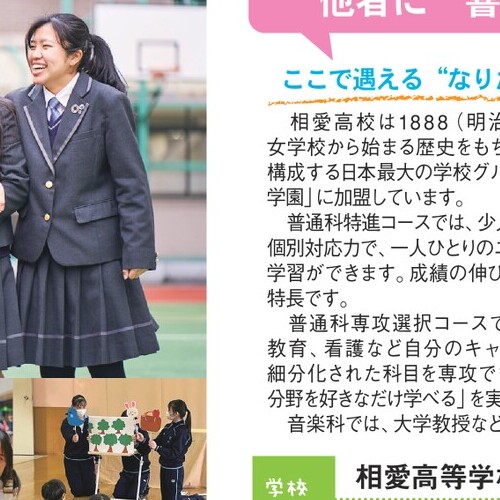 他者に 音
ここで遇える“なりた
相愛高校は1888（明治
女学校から始まる歴史をもち
構成する日本最大の学校グル
学園」に加盟しています。
普通科特進コースでは、少人
個別対応力で、一人ひとりのニ
学習ができます。成績の伸び
特長です。
普通科専攻選択コースで
教育、看護など自分のキャ
細分化された科目を専攻で
分野を好きなだけ学べる」を実
音楽科では、大学教授など
学校
相愛高等学校